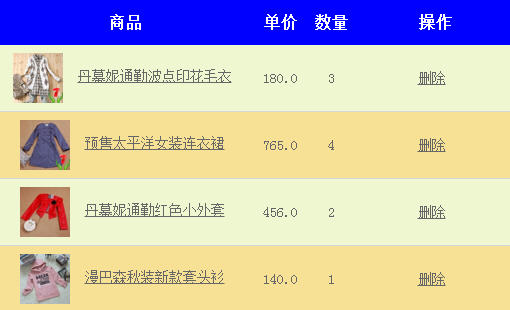 商品 单价 数量 操作
丹慕妮通勤波点印花毛衣 180.0 3 删除
预售太平洋女装连衣裙 765.0 4 删除
丹慕妮通勤红色小外套 456.0 2 删除
漫巴森秋装新款套头衫 140.0 1 删除